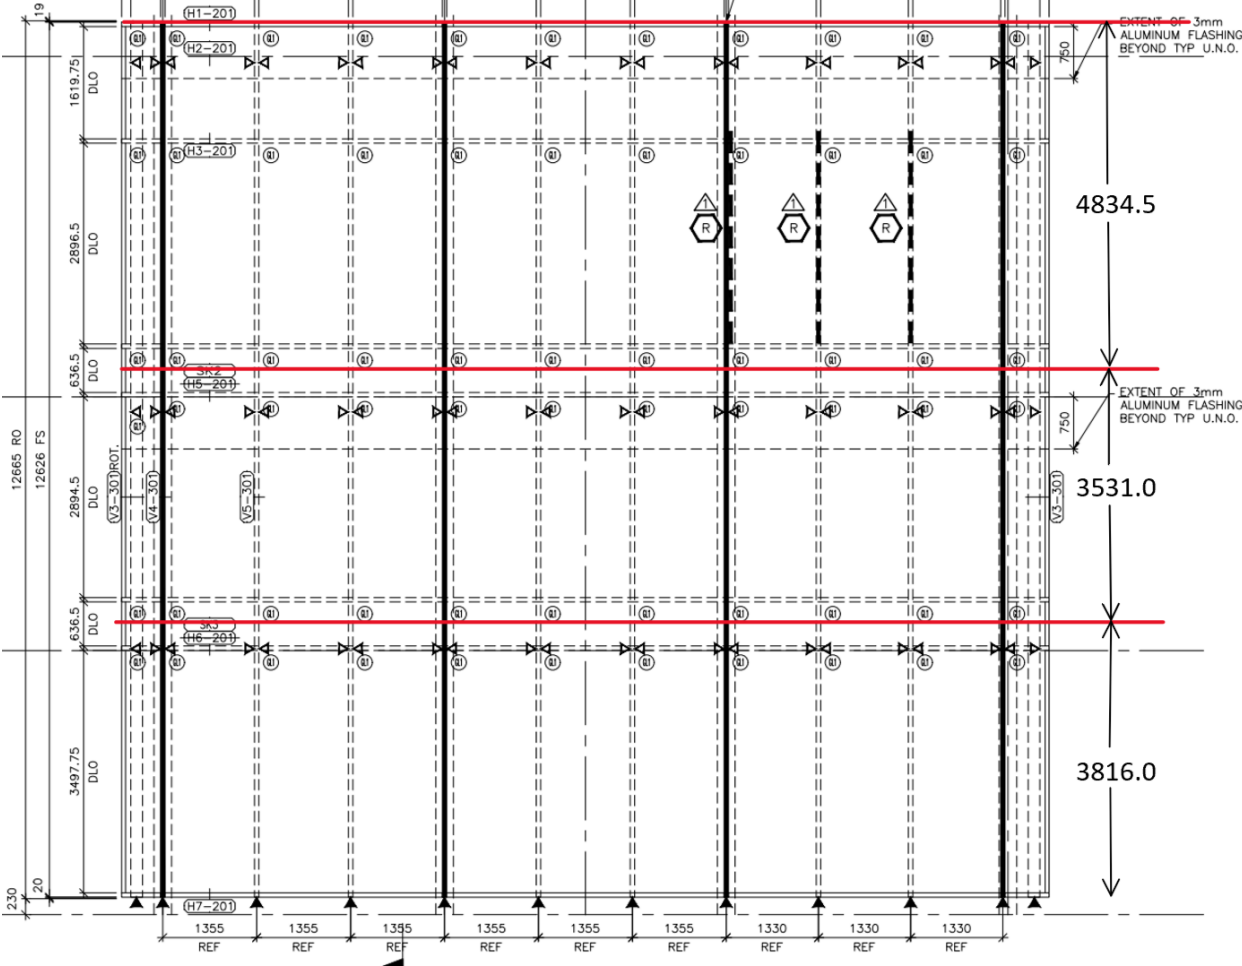 19
H1-201
EXTENT OF 3mm
ALUMINUM FLASHING
BEYOND TYP U.N.O.
H2-201
750
1619.75
DLO
H3-201
4834.5
1
1
1
R
R
R
2896.5
DLO
636.5
DLO
SK2
H5-201
EXTENT OF 3mm
ALUMINUM FLASHING
BEYOND TYP U.N.O.
750
12665 RO
12626 FS
2894.5
DLO
V3-301 ROT.
V4-301
V5-301
V3-301
3531.0
636.5
DLO
H6-201
3497.75
DLO
3816.0
230
20
H7-201
1355
1355
1355
1355
1355
1355
1330
1330
1330
REF
REF
REF
REF
REF
REF
REF
REF
REF